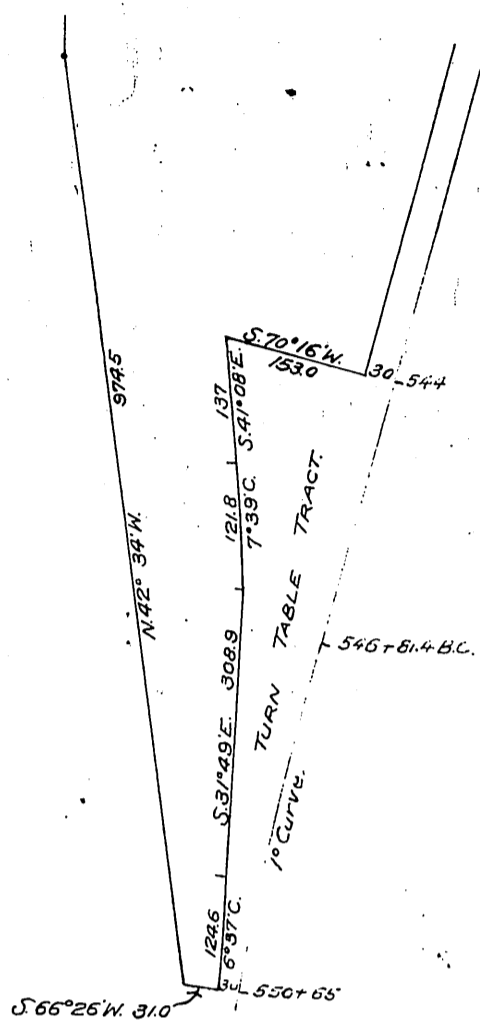 S.70°16'W.
153.0
30
544
137
S.41°08'E.
974.5
121.8
7°39'C.
N.42° 34' W.
TURN TABLE TRACT.
308.9
S.31°49'E.
546+81.4 B.C.
1° Curve.
124.6
6°37'C.
550+65
S.66°26'W. 31.0